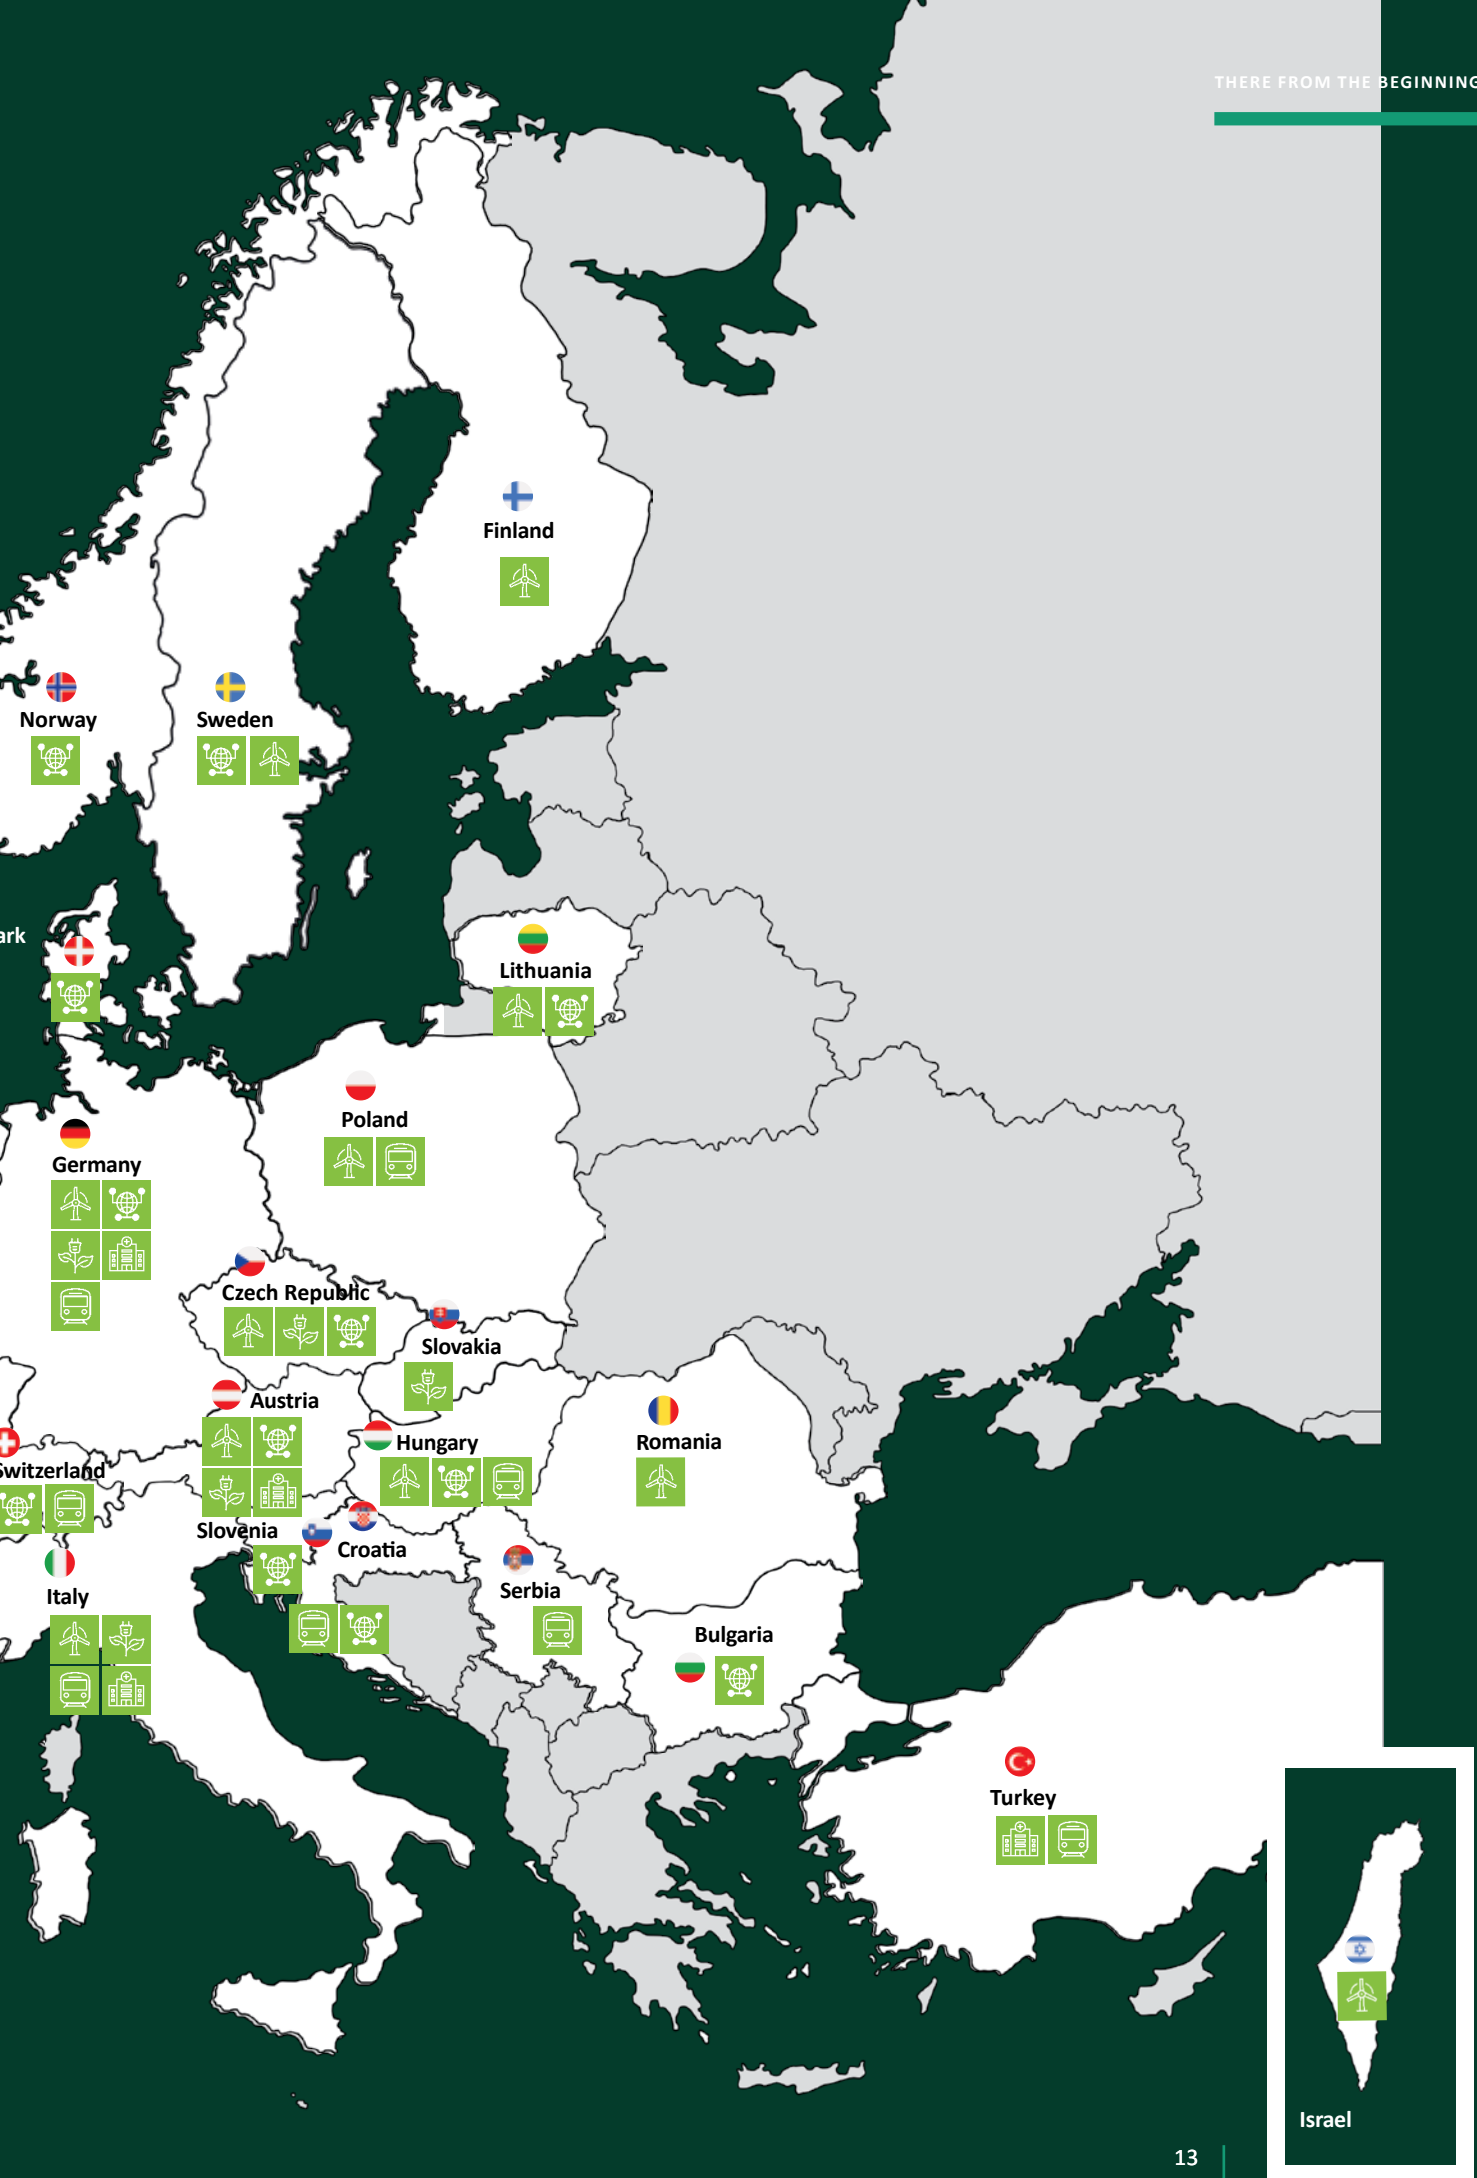 THERE FROM THE BEGINNING
Finland
Norway
Sweden
ark
Lithuania
Poland
Germany
Czech Republic
Slovakia
Austria
Hungary
Romania
Switzerland
Slovenia
Croatia
Serbia
Italy
Bulgaria
Turkey
Israel
13